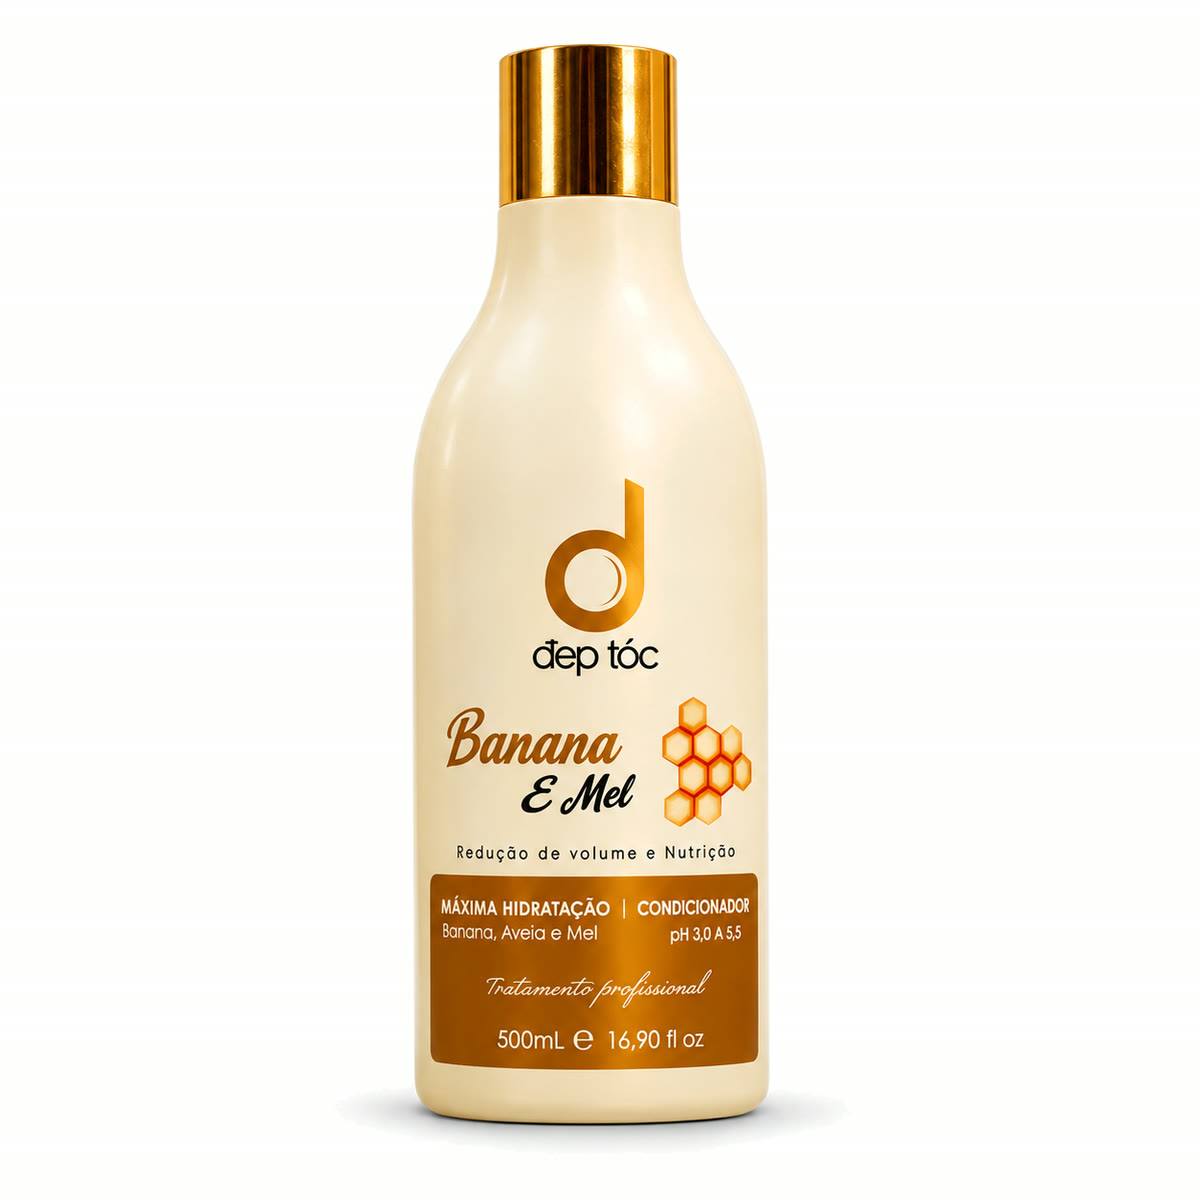 đep tóc
Banana
E Mel
Redução de volume e Nutrição
MÁXIMA HIDRATAÇÃO | CONDICIONADOR
Banana, Aveia e Mel pH 3,0 A 5,5
Tratamento profissional
500mL e 16,90 fl oz